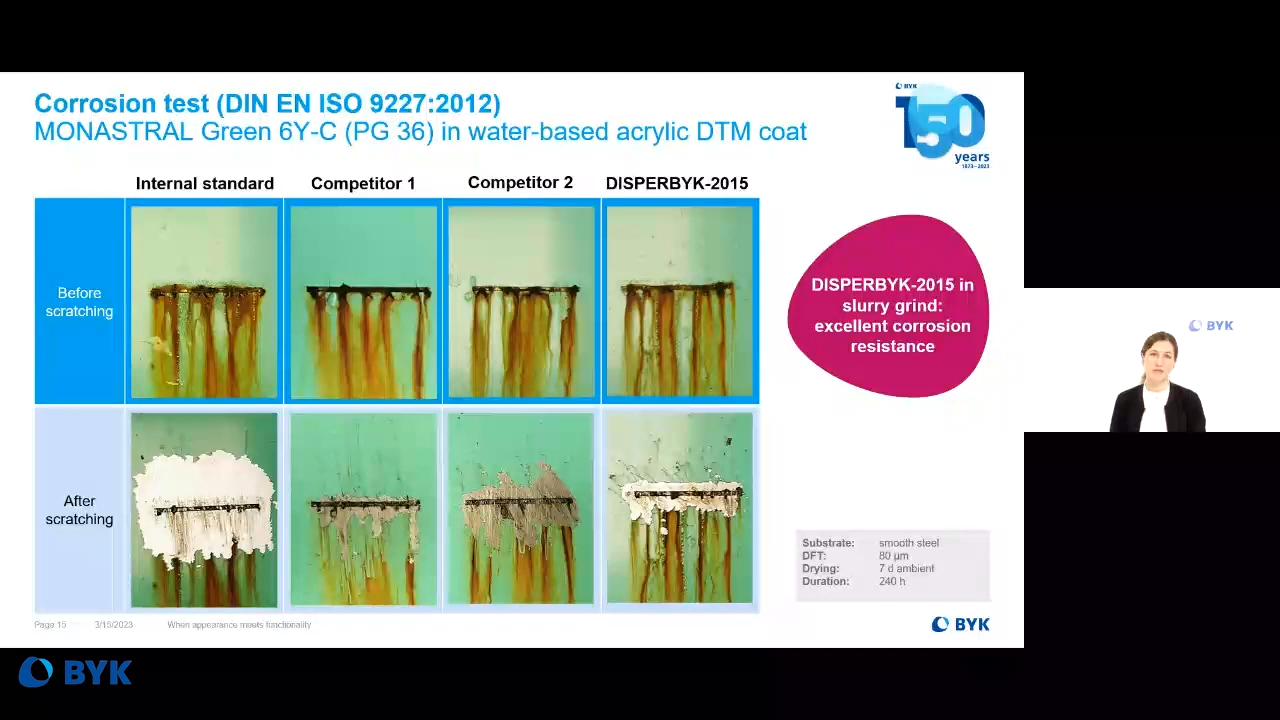 Corrosion test (DIN EN ISO 9227:2012)
MONASTRAL Green 6Y-C (PG 36) in water-based acrylic DTM coat
BYK
150
years
1873–2023
Internal standard
Competitor 1
Competitor 2
DISPERBYK-2015
Before
scratching
After
scratching
DISPERBYK-2015 in
slurry grind:
excellent corrosion
resistance
Substrate: smooth steel
DFT: 80 µm
Drying: 7 d ambient
Duration: 240 h
Page 15 3/15/2023 When appearance meets functionality
BYK
BYK
BYK